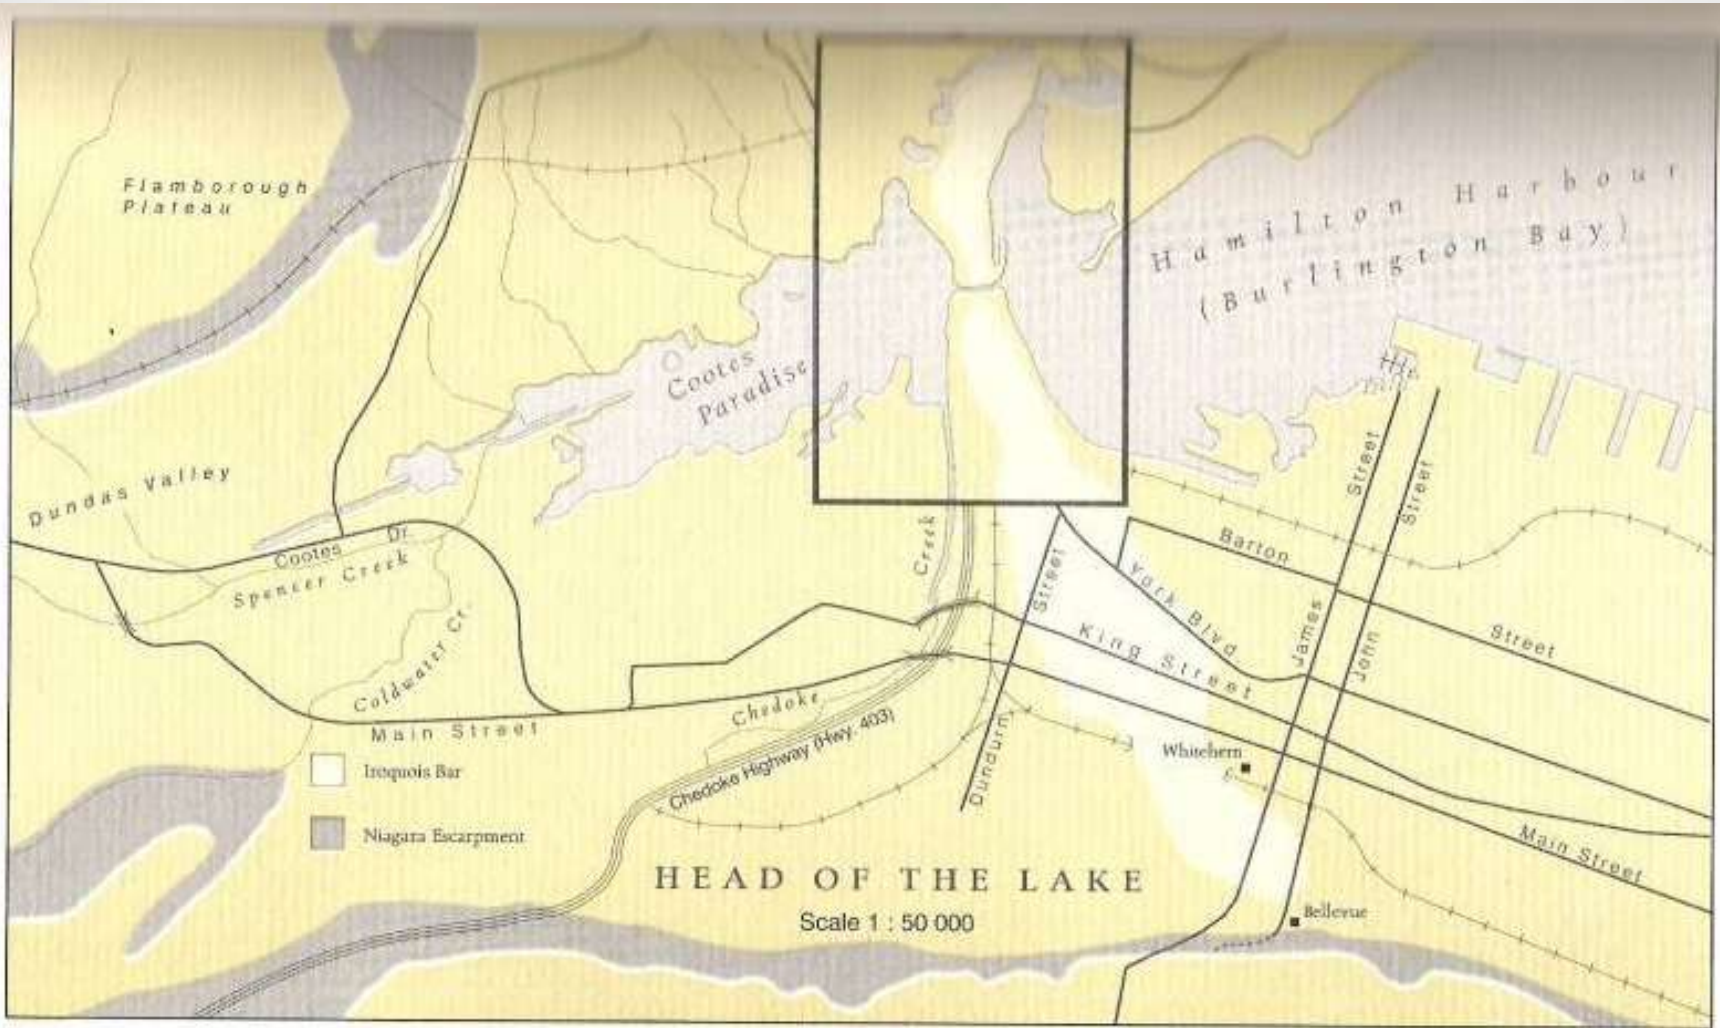 Flamborough
Plateau
Hamilton Harbour
(Burlington Bay)
Cootes
Paradise
Dundas Valley
Street
Street
Cootes Dr.
Spencer Creek
Creek
Street
Barton
York Blvd
Street
King Street
James
John
Coldwater Cr.
Chedoke
Main Street
Chedoke Highway (Hwy. 403)
Dundurn
Whitehern
Iroquois Bar
Niagara Escarpment
Main Street
HEAD OF THE LAKE
Scale 1 : 50 000
Bellevue